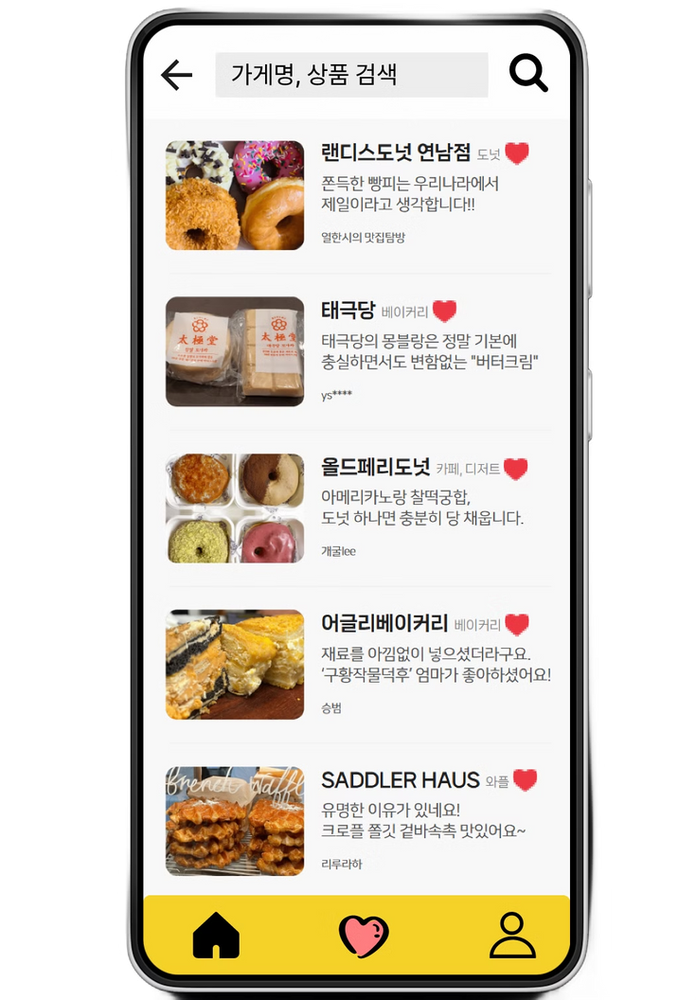 가게명, 상품 검색
랜디스도넛 연남점 도넛
쫀득한 빵피는 우리나라에서
제일이라고 생각합니다!!
열한시의 맛집탐방
太極堂
太極堂
태극당 베이커리
태극당의 몽블랑은 정말 기본에
충실하면서도 변함없는 "버터크림"
ys****
올드페리도넛 카페, 디저트
아메리카노랑 찰떡궁합,
도넛 하나면 충분히 당 채웁니다.
개굴lee
어글리베이커리 베이커리
재료를 아낌없이 넣으셨더라구요.
‘구황작물덕후’ 엄마가 좋아하셨어요!
승범
french waffl
SADDLER HAUS 와플
유명한 이유가 있네요!
크로플 쫄깃 겉바속촉 맛있어요~
리루라하